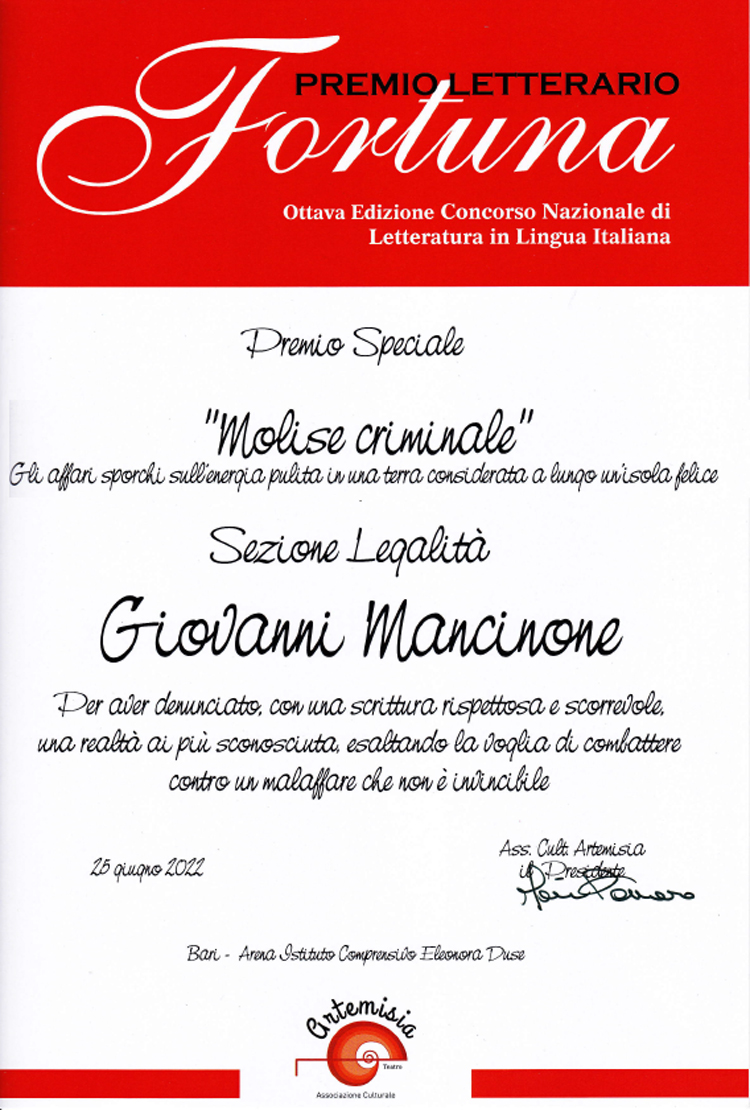 PREMIO LETTERARIO
Fortuna
Ottava Edizione Concorso Nazionale di
Letteratura in Lingua Italiana
Premio Speciale
"Molise criminale"
Gli affari sporchi sull'energia pulita in una terra considerata a lungo un'isola felice
Sezione Legalità
Giovanni Mancinone
Per aver denunciato, con una scrittura rispettosa e scorrevole,
una realtà ai più sconosciuta, esaltando la voglia di combattere
contro un malaffare che non è invincibile
25 giugno 2022
Ass. Cult. Artemisia
il Presidente
Bari - Arena Istituto Comprensivo Eleonora Duse
Artemisia
Teatro
Associazione Culturale